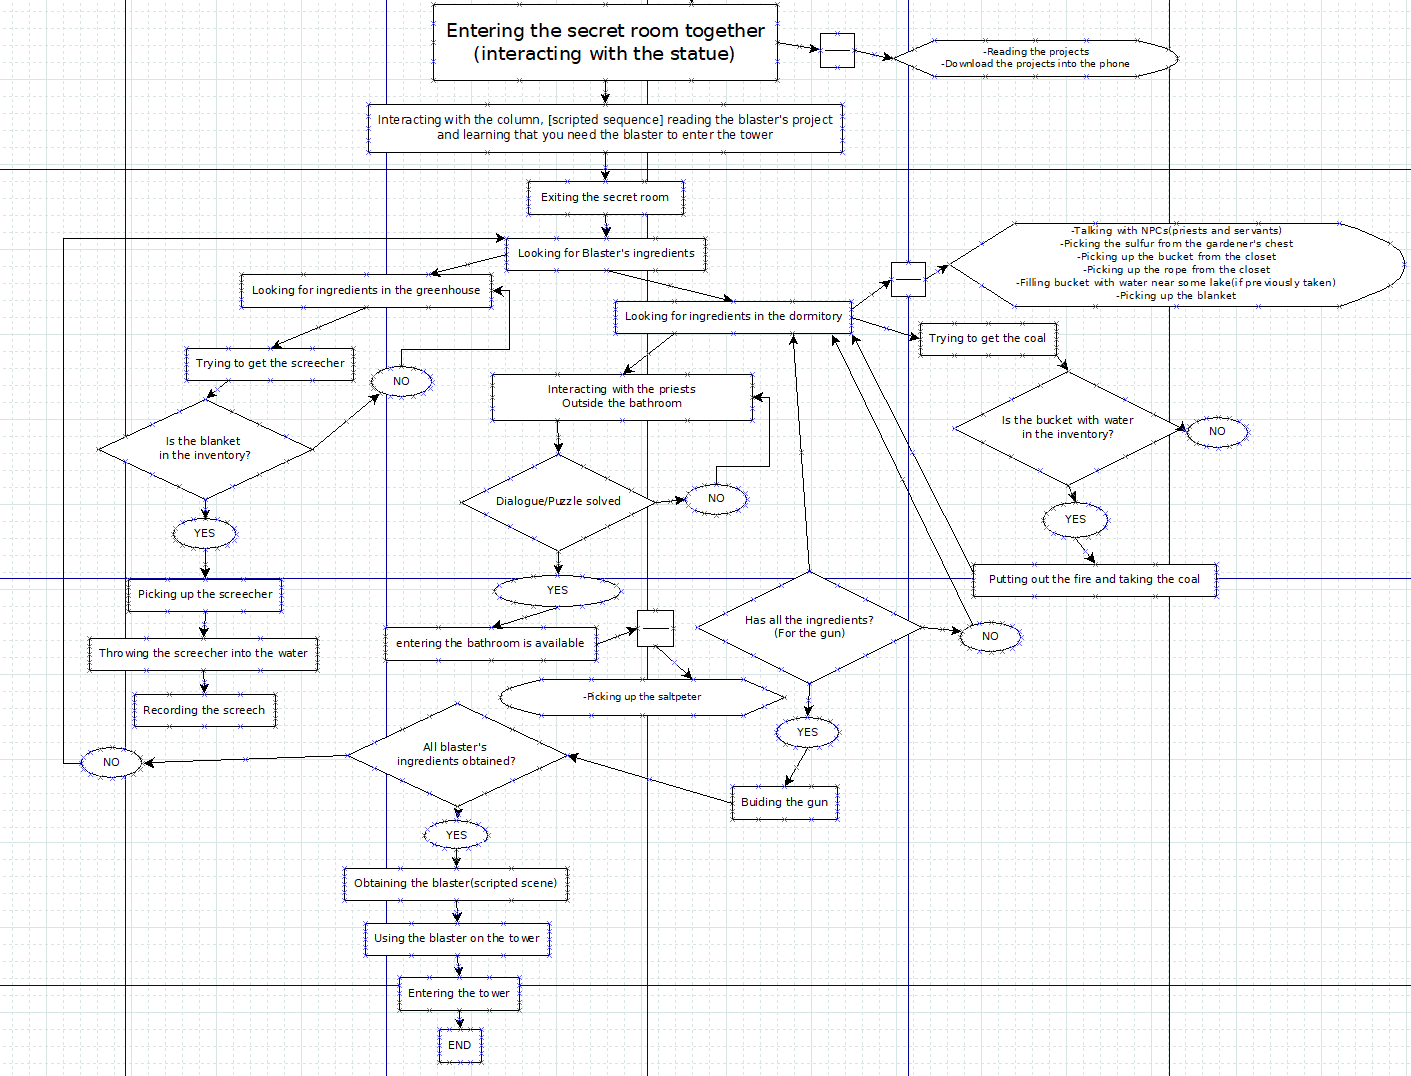 Entering the secret room together
(interacting with the statue)
-Reading the projects
-Download the projects into the phone
Interacting with the column, [scripted sequence] reading the blaster's project
and learning that you need the blaster to enter the tower
Exiting the secret room
Looking for Blaster's ingredients
-Talking with NPCs(priests and servants)
-Picking the sulfur from the gardener's chest
-Picking up the bucket from the closet
-Picking up the rope from the closet
-Filling bucket with water near some lake(if previously taken)
-Picking up the blanket
Looking for ingredients in the greenhouse
Looking for ingredients in the dormitory
Trying to get the coal
Trying to get the screecher
NO
Interacting with the priests
Outside the bathroom
Is the bucket with water
in the inventory?
NO
Is the blanket
in the inventory?
Dialogue/Puzzle solved
NO
YES
YES
Putting out the fire and taking the coal
YES
Picking up the screecher
Has all the ingredients?
(For the gun)
NO
entering the bathroom is available
Throwing the screecher into the water
-Picking up the saltpeter
Recording the screech
YES
All blaster's
ingredients obtained?
NO
Buiding the gun
YES
Obtaining the blaster(scripted scene)
Using the blaster on the tower
Entering the tower
END